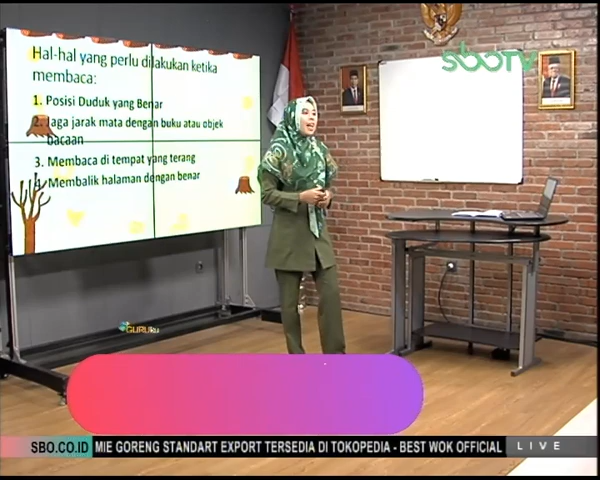 sboTV
Hal-hal yang perlu dilakukan ketika
membaca:
1. Posisi Duduk yang Benar
2. Jaga jarak mata dengan buku atau objek
bacaan
3. Membaca di tempat yang terang
4. Membalik halaman dengan benar
GURUku
SBO.CO.ID MIE GORENG STANDART EXPORT TERSEDIA DI TOKOPEDIA - BEST WOK OFFICIAL LIVE